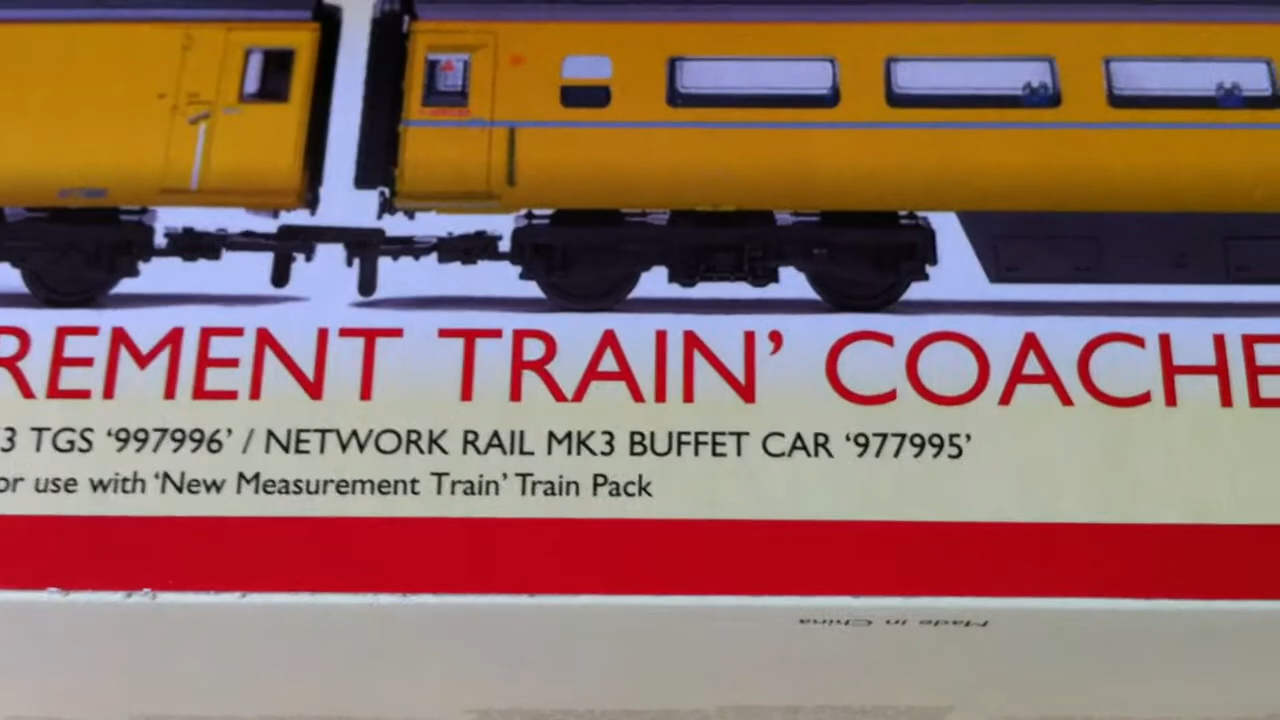 REMENT TRAIN’ COACHE
3 TGS ‘997996’ / NETWORK RAIL MK3 BUFFET CAR ‘977995’
or use with ‘New Measurement Train’ Train Pack
Made in China